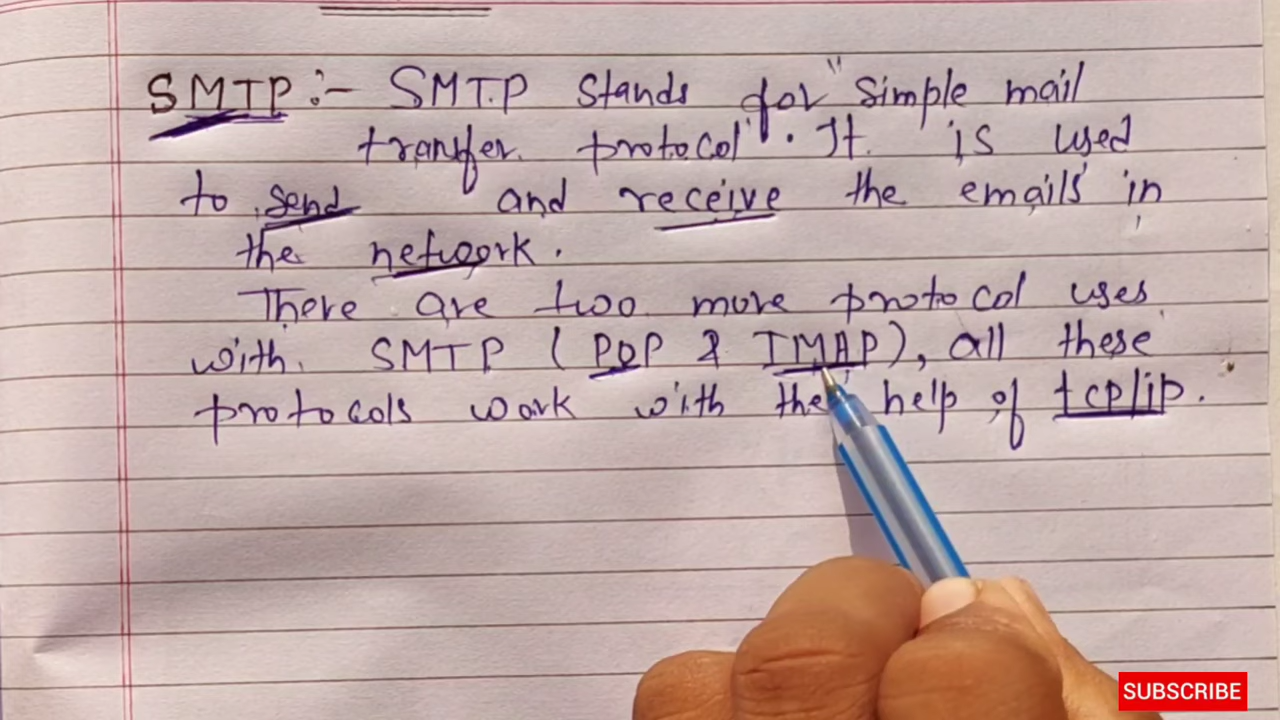 SMTP :- SMTP stands for "Simple mail
transfer protocol". It is used
to send and receive the emails in
the network.
There are two more protocol uses
with SMTP (POP & IMAP), all these
protocols work with the help of tcp/ip.
SUBSCRIBE